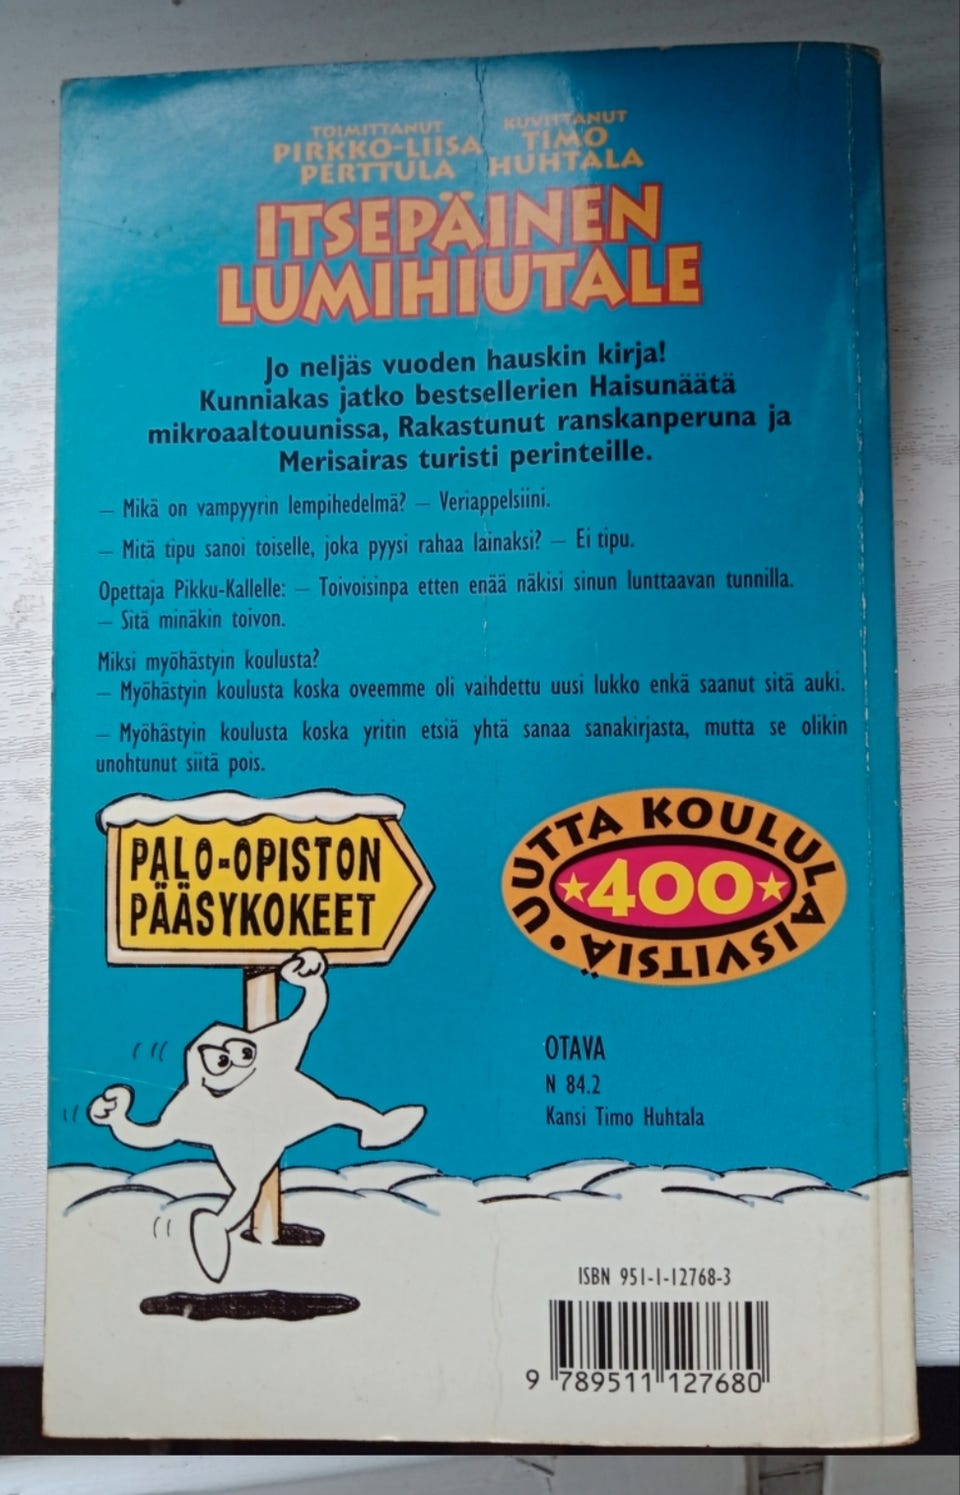 TOIMITTANUT
PIRKKO-LIISA
PERTTULA
KUVITTANUT
TIMO
HUHTALA
ITSEPÄINEN
LUMIHIUTALE
Jo neljäs vuoden hauskin kirja!
Kunniakas jatko bestsellerien Haisunäätä
mikroaaltouunissa, Rakastunut ranskanperuna ja
Merisairas turisti perinteille.
– Mikä on vampyyrin lempihedelmä? – Veriappelsiini.
– Mitä tipu sanoi toiselle, joka pyysi rahaa lainaksi? – Ei tipu.
Opettaja Pikku-Kallelle: – Toivoisinpa etten enää näkisi sinun lunttaavan tunnilla.
– Sitä minäkin toivon.
Miksi myöhästyin koulusta?
– Myöhästyin koulusta koska oveemme oli vaihdettu uusi lukko enkä saanut sitä auki.
– Myöhästyin koulusta koska yritin etsiä yhtä sanaa sanakirjasta, mutta se olikin
unohtunut siitä pois.
PALO-OPISTON
PÄÄSYKOKEET
• UUTTA KOULULAISVITSIÄ
★400★
OTAVA
N 84.2
Kansi Timo Huhtala
ISBN 951-1-12768-3
9 789511 127680